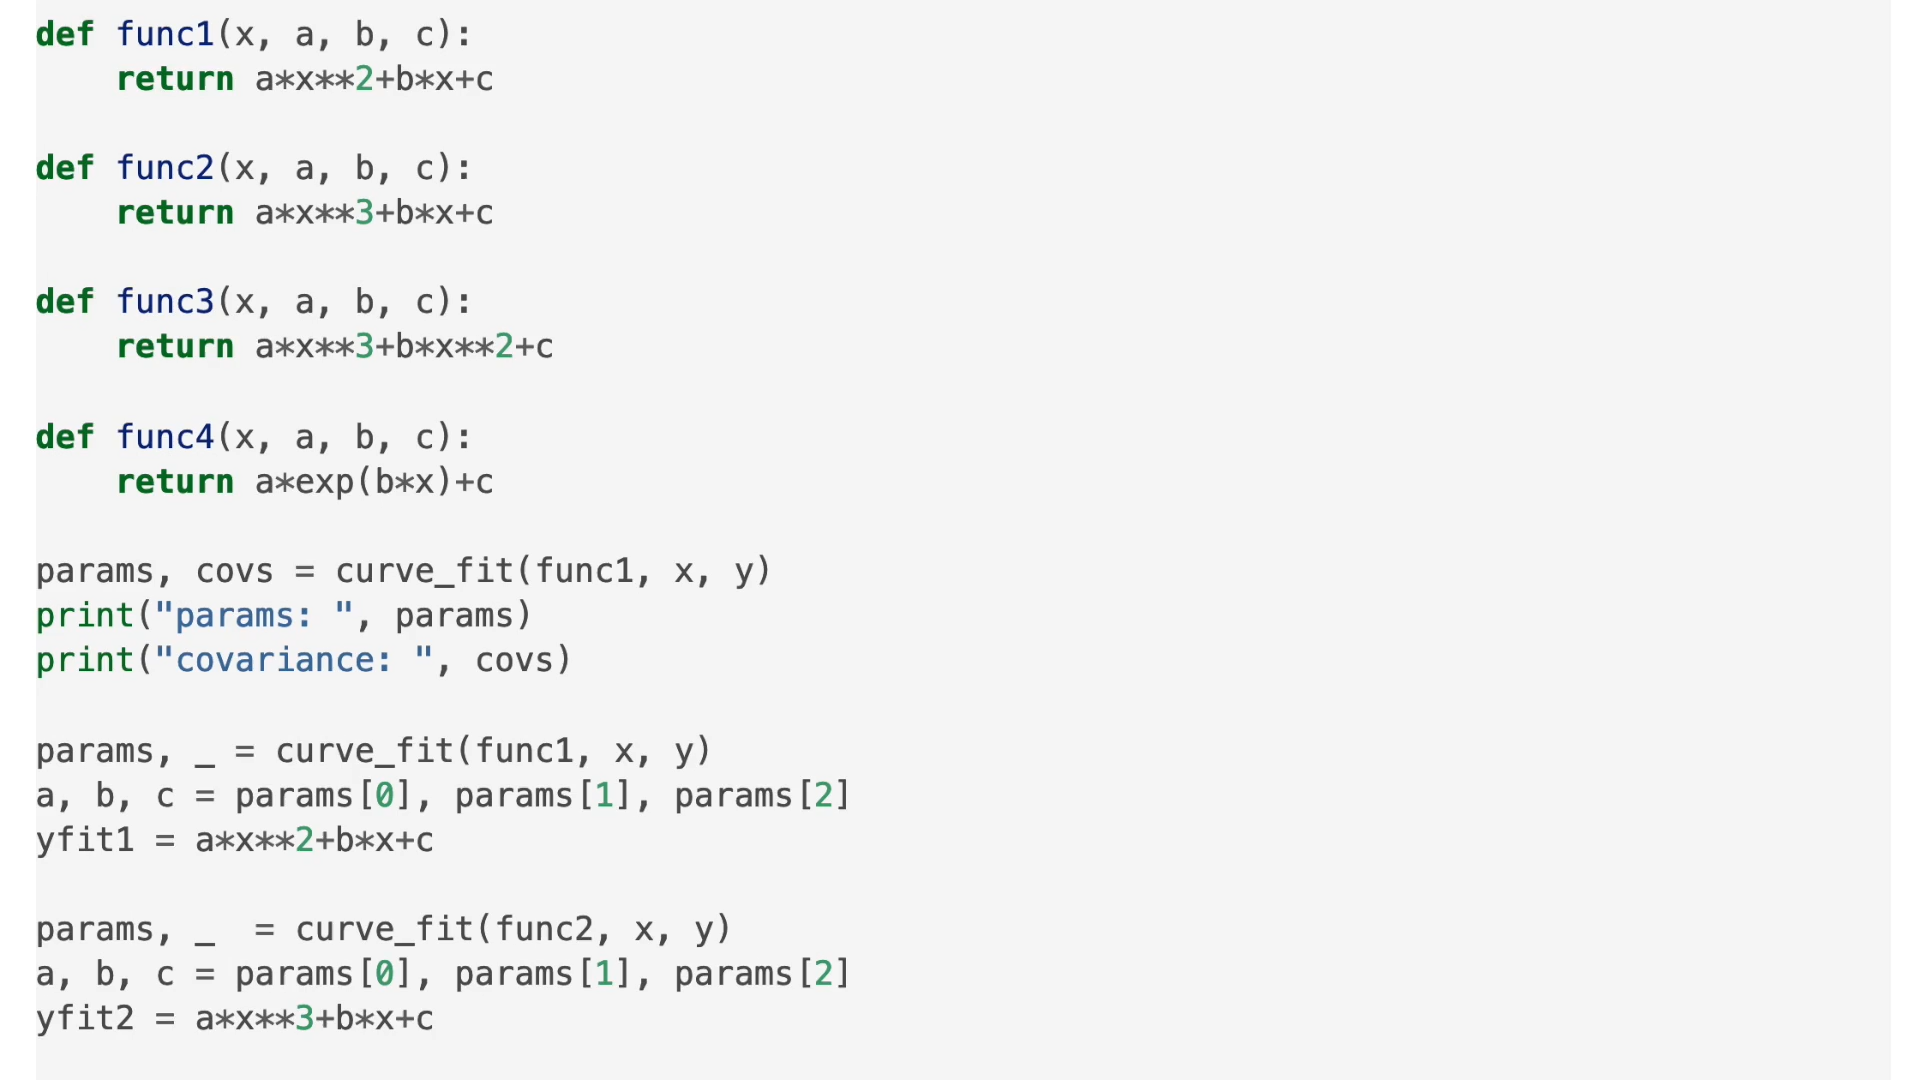 def func1(x, a, b, c):
    return a*x**2+b*x+c

def func2(x, a, b, c):
    return a*x**3+b*x+c

def func3(x, a, b, c):
    return a*x**3+b*x**2+c

def func4(x, a, b, c):
    return a*exp(b*x)+c

params, covs = curve_fit(func1, x, y)
print("params: ", params)
print("covariance: ", covs)

params, _ = curve_fit(func1, x, y)
a, b, c = params[0], params[1], params[2]
yfit1 = a*x**2+b*x+c

params, _  = curve_fit(func2, x, y)
a, b, c = params[0], params[1], params[2]
yfit2 = a*x**3+b*x+c